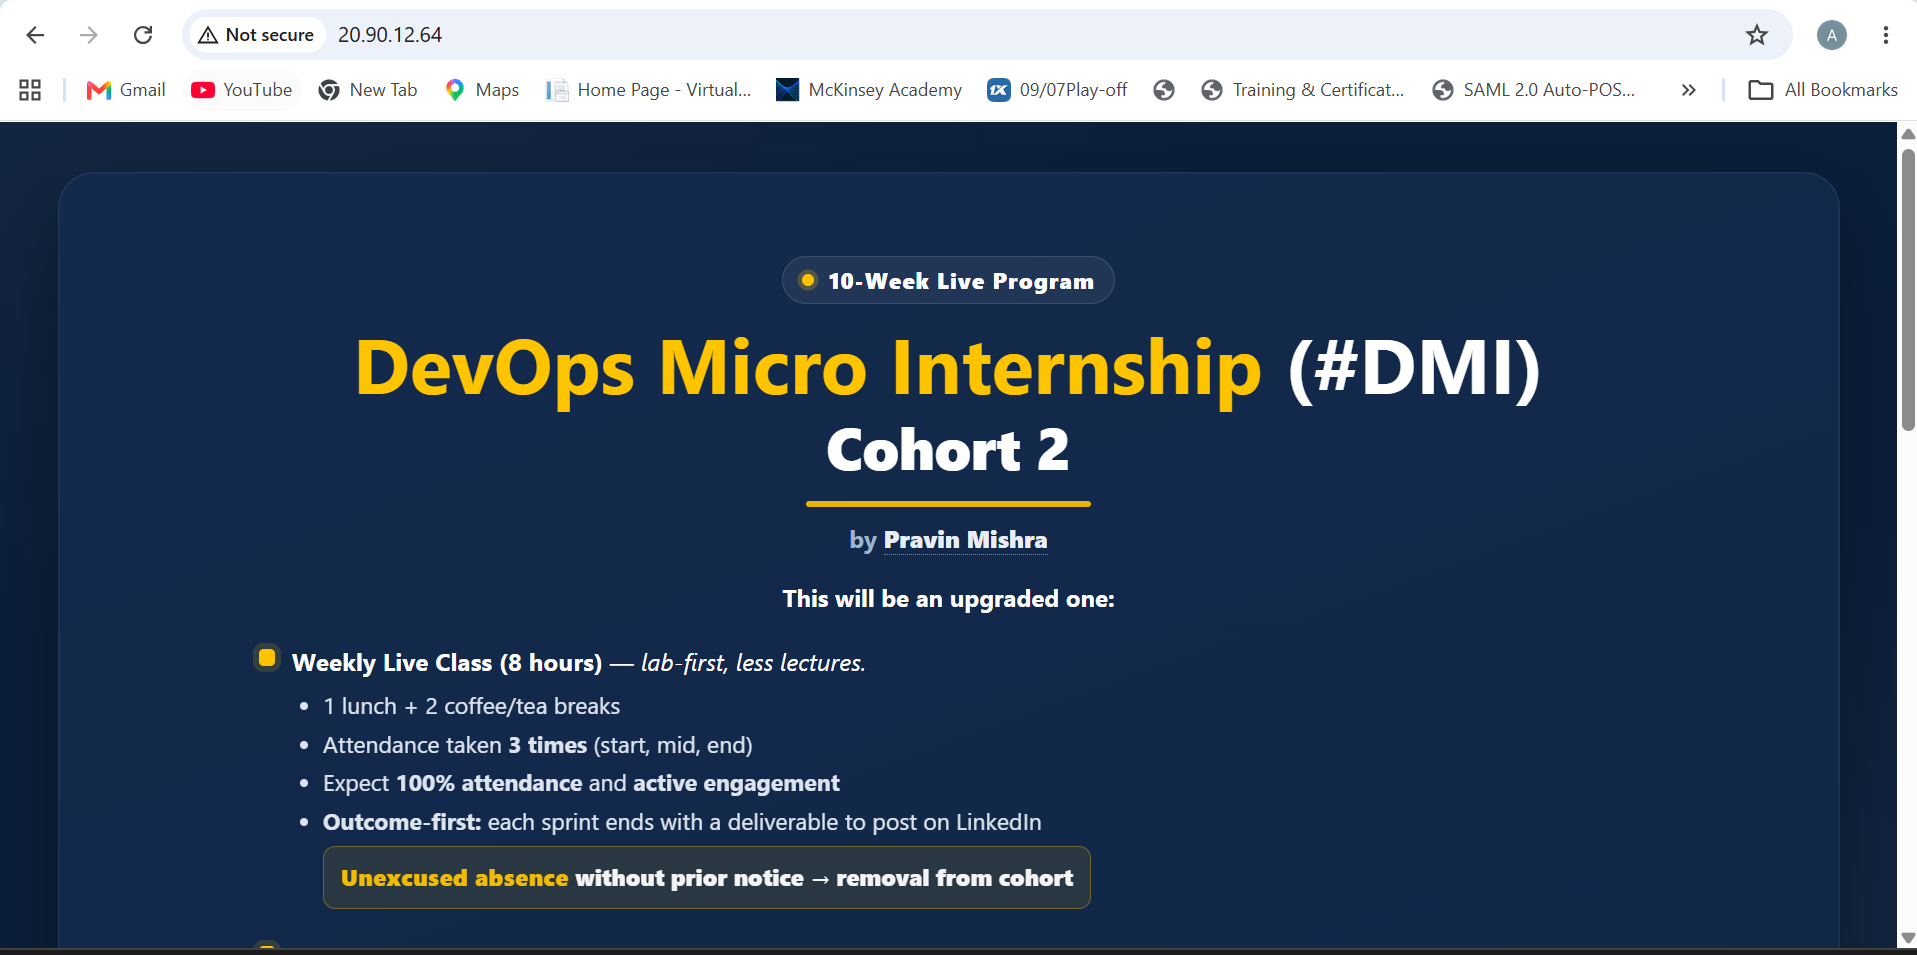 Not secure 20.90.12.64
A
Gmail YouTube New Tab Maps Home Page - Virtual... McKinsey Academy 1X 09/07Play-off Training & Certificat... SAML 2.0 Auto-POS... » All Bookmarks
10-Week Live Program
DevOps Micro Internship (#DMI)
Cohort 2
by Pravin Mishra
This will be an upgraded one:
Weekly Live Class (8 hours) — lab-first, less lectures.
• 1 lunch + 2 coffee/tea breaks
• Attendance taken 3 times (start, mid, end)
• Expect 100% attendance and active engagement
• Outcome-first: each sprint ends with a deliverable to post on LinkedIn
Unexcused absence without prior notice → removal from cohort